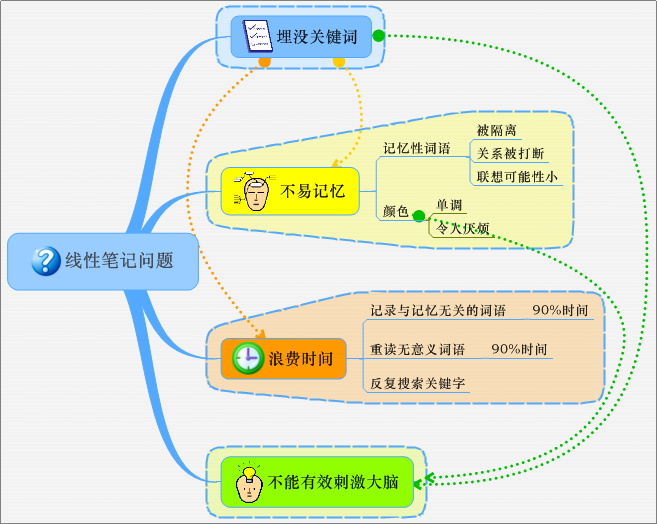 线性笔记问题
埋没关键词
不易记忆
记忆性词语
被隔离
关系被打断
联想可能性小
颜色
单调
令人厌烦
浪费时间
记录与记忆无关的词语 90%时间
重读无意义词语 90%时间
反复搜索关键字
不能有效刺激大脑